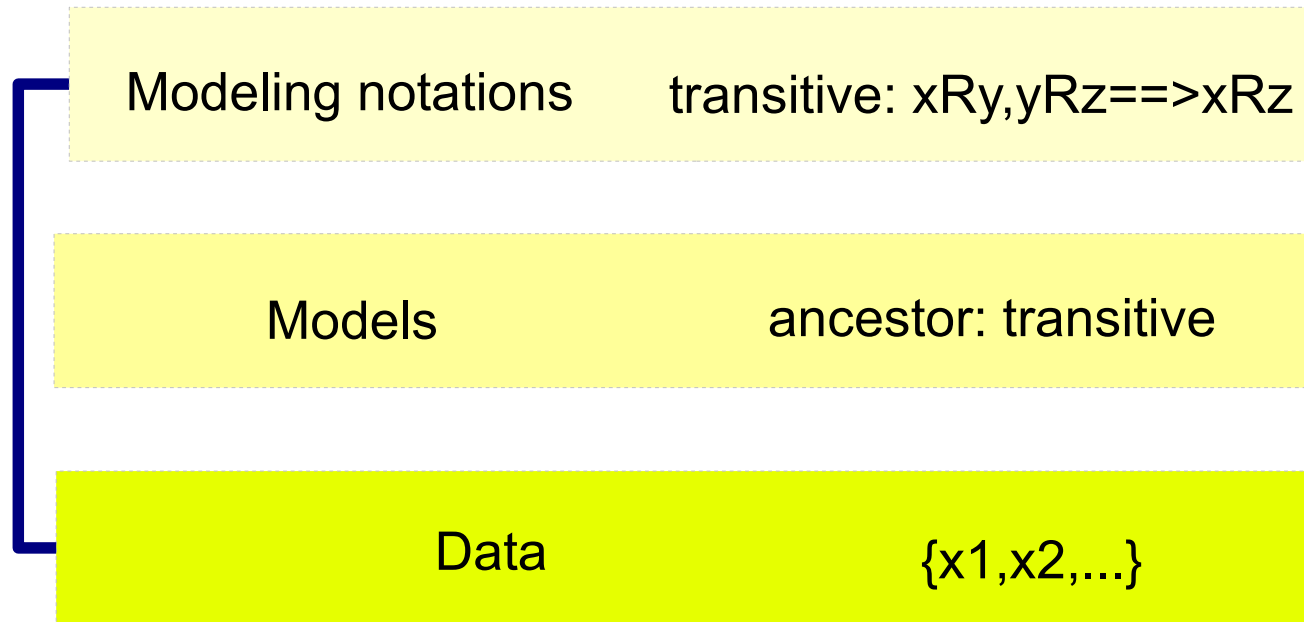 Modeling notations transitive: xRy,yRz==>xRz
Models ancestor: transitive
Data {x1,x2,...}